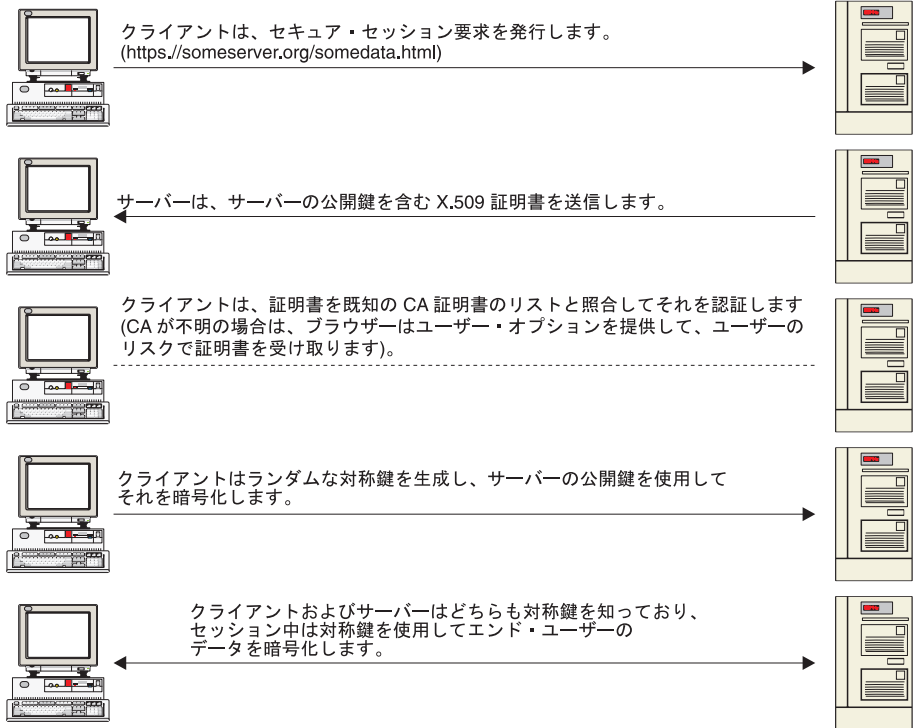 クライアントは、セキュア・セッション要求を発行します。
(https://someserver.org/somedata.html)
サーバーは、サーバーの公開鍵を含む X.509 証明書を送信します。
クライアントは、証明書を既知の CA 証明書のリストと照合してそれを認証します
(CA が不明の場合は、ブラウザーはユーザー・オプションを提供して、ユーザーの
リスクで証明書を受け取ります)。
クライアントはランダムな対称鍵を生成し、サーバーの公開鍵を使用して
それを暗号化します。
クライアントおよびサーバーはどちらも対称鍵を知っており、
セッション中は対称鍵を使用してエンド・ユーザーの
データを暗号化します。